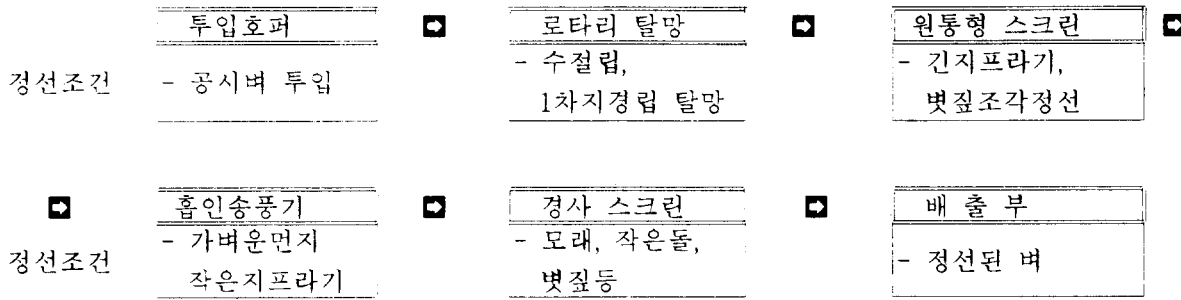 투입호퍼
로타리 탈망
원통형 스크린
정선조건
- 공시벼 투입
- 수절립,
1차지경립 탈망
- 긴지프라기,
볏짚조각정선
흡인송풍기
경사 스크린
배 출 부
정선조건
- 가벼운먼지
작은지프라기
- 모래, 작은돌,
볏짚등
- 정선된 벼